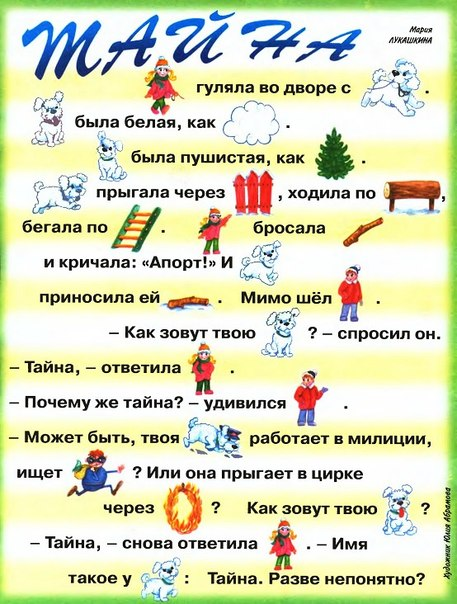 ТАЙНА
Мария
ЛУКАШКИНА
гуляла во дворе с .
была белая, как .
была пушистая, как .
прыгала через , ходила по ,
бегала по . бросала
и кричала: «Апорт!» И
приносила ей . Мимо шёл .
– Как зовут твою ? – спросил он.
– Тайна, – ответила .
– Почему же тайна? – удивился .
– Может быть, твоя работает в милиции,
ищет ? Или она прыгает в цирке
через ? Как зовут твою ?
– Тайна, – снова ответила . – Имя
такое у : Тайна. Разве непонятно?
Художник Юлия Абрамова